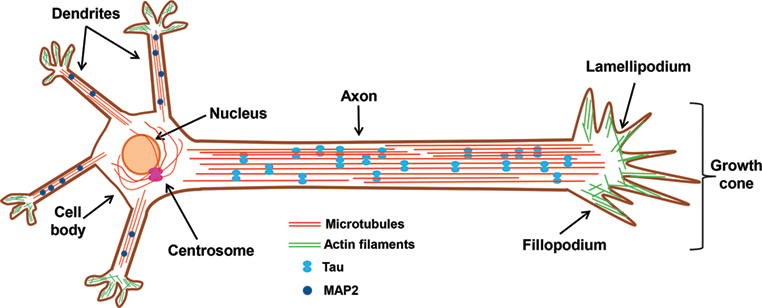 Dendrites
Lamellipodium
Axon
Nucleus
Growth
cone
Cell
body
Centrosome
Fillopodium
Microtubules
Actin filaments
Tau
MAP2